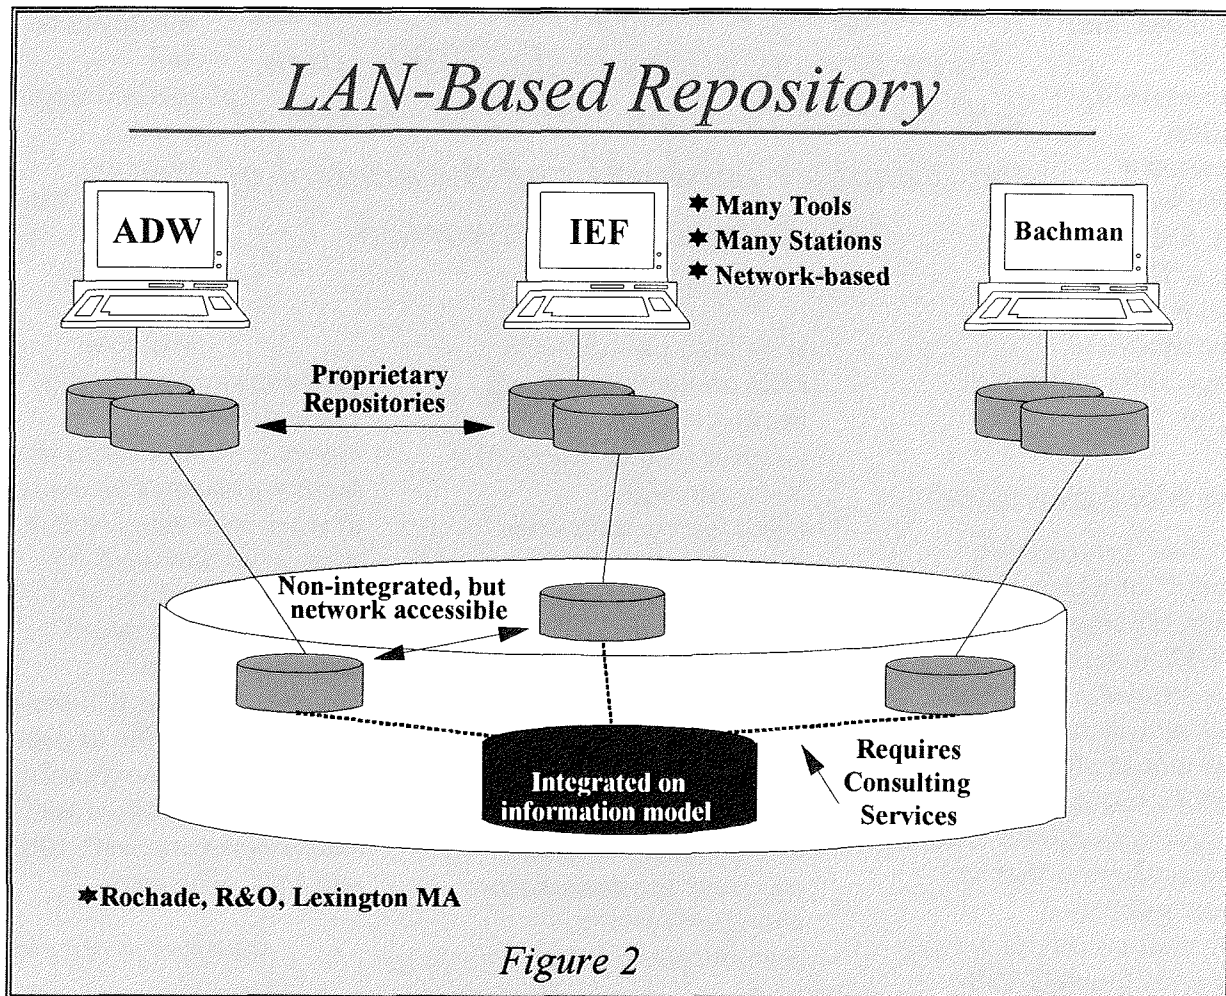 LAN-Based Repository
ADW
IEF
✶ Many Tools
✶ Many Stations
✶ Network-based
Bachman
Proprietary
Repositories
Non-integrated, but
network accessible
Integrated on
information model
Requires
Consulting
Services
✶Rochade, R&O, Lexington MA
Figure 2